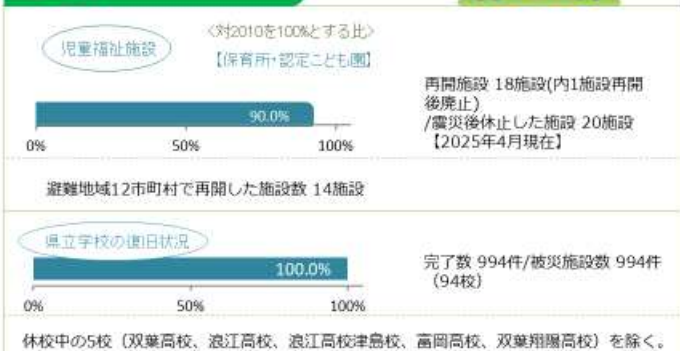 <対2010を100%とする比>
児童福祉施設
【保育所・認定こども園】
90.0%
0% 50% 100%
再開施設 18施設(内1施設再開
後廃止)
/震災後休止した施設 20施設
【2025年4月現在】
避難地域12市町村で再開した施設数 14施設
県立学校の復旧状況
100.0%
0% 50% 100%
完了数 994件/被災施設数 994件
(94校)
休校中の5校（双葉高校、浪江高校、浪江高校津島校、富岡高校、双葉翔陽高校）を除く。